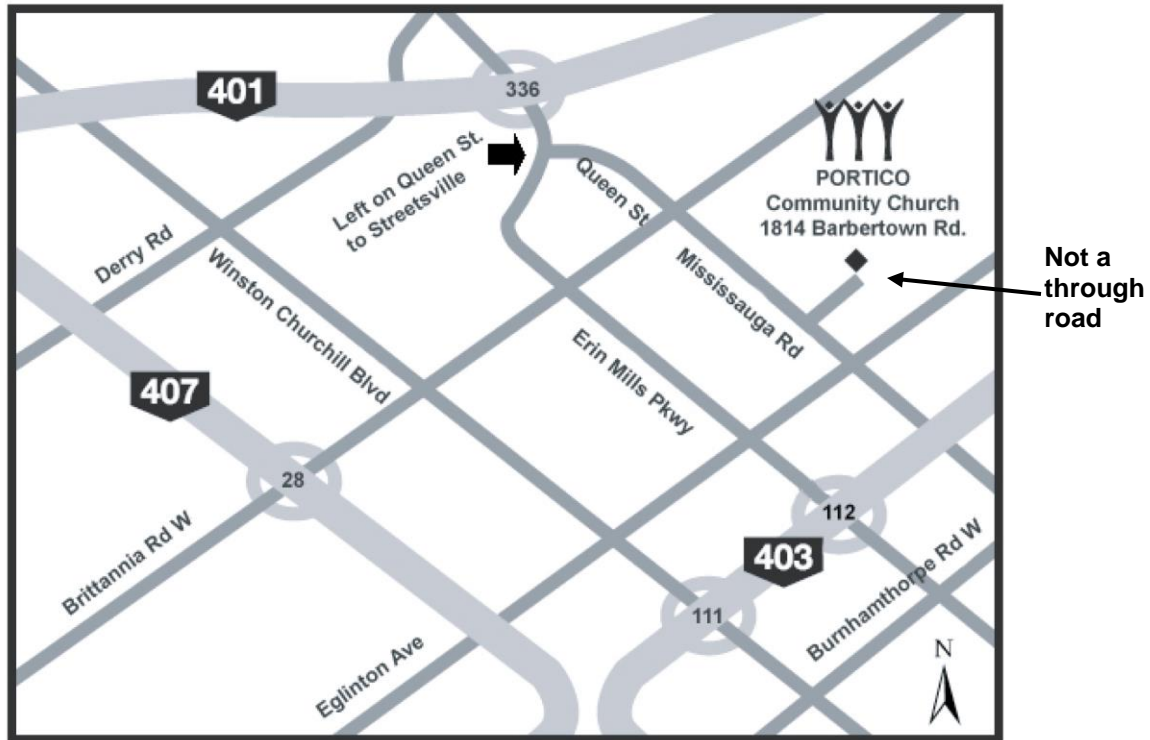 401
336
Left on Queen St.
to Streetsville
Queen St
PORTICO
Community Church
1814 Barbertown Rd.
Derry Rd
Winston Churchill Blvd
Mississauga Rd
Not a
through
road
Erin Mills Pkwy
407
28
112
Brittannia Rd W
403
Burnhamthorpe Rd W
111
Eglinton Ave
N